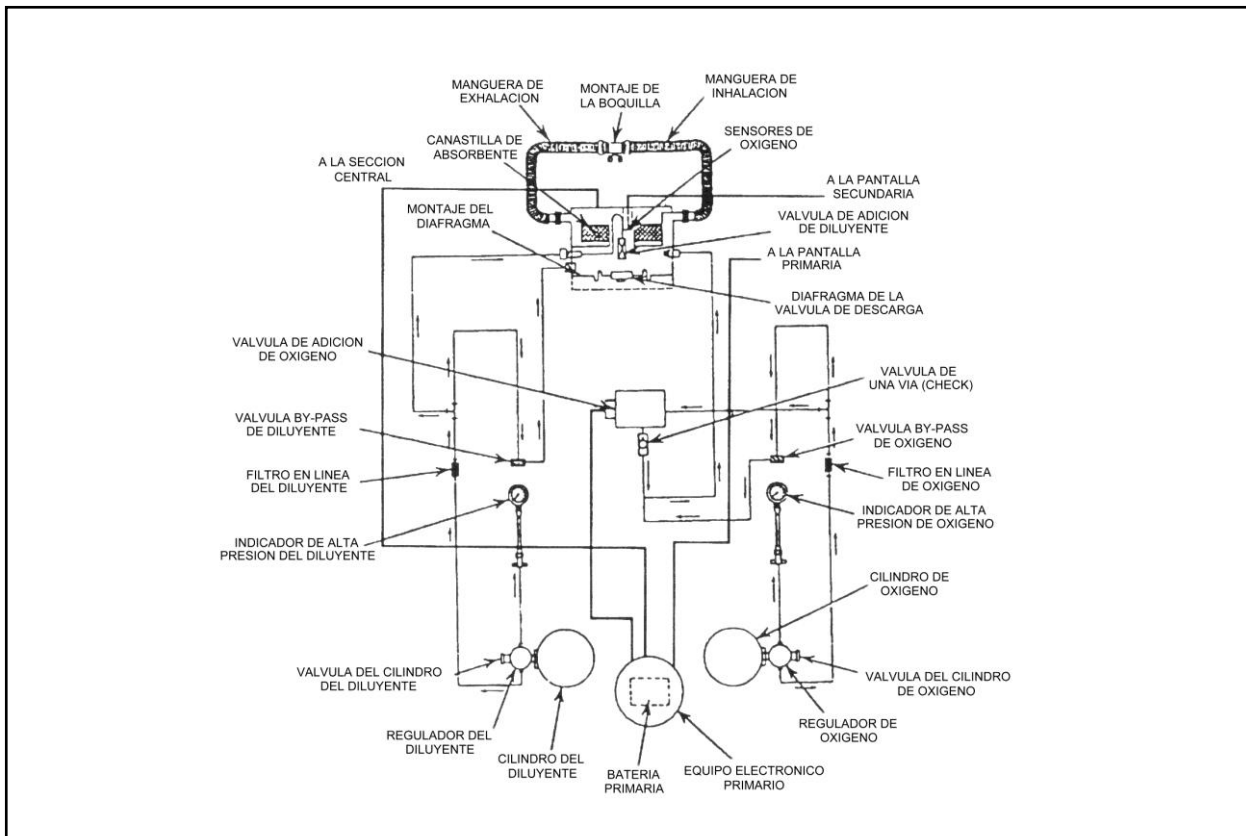 MANGUERA DE
EXHALACION
MONTAJE DE
LA BOQUILLA
MANGUERA DE
INHALACION
CANASTILLA DE
ABSORBENTE
SENSORES DE
OXIGENO
A LA SECCION
CENTRAL
A LA PANTALLA
SECUNDARIA
MONTAJE DEL
DIAFRAGMA
VALVULA DE ADICION
DE DILUYENTE
A LA PANTALLA
PRIMARIA
DIAFRAGMA DE LA
VALVULA DE DESCARGA
VALVULA DE ADICION
DE OXIGENO
VALVULA DE
UNA VIA (CHECK)
VALVULA BY-PASS
DE DILUYENTE
VALVULA BY-PASS
DE OXIGENO
FILTRO EN LINEA
DEL DILUYENTE
FILTRO EN LINEA
DE OXIGENO
INDICADOR DE ALTA
PRESION DEL DILUYENTE
INDICADOR DE ALTA
PRESION DE OXIGENO
CILINDRO DE
OXIGENO
VALVULA DEL CILINDRO
DEL DILUYENTE
VALVULA DEL CILINDRO
DE OXIGENO
REGULADOR DEL
DILUYENTE
REGULADOR DE
OXIGENO
CILINDRO DEL
DILUYENTE
BATERIA
PRIMARIA
EQUIPO ELECTRONICO
PRIMARIO